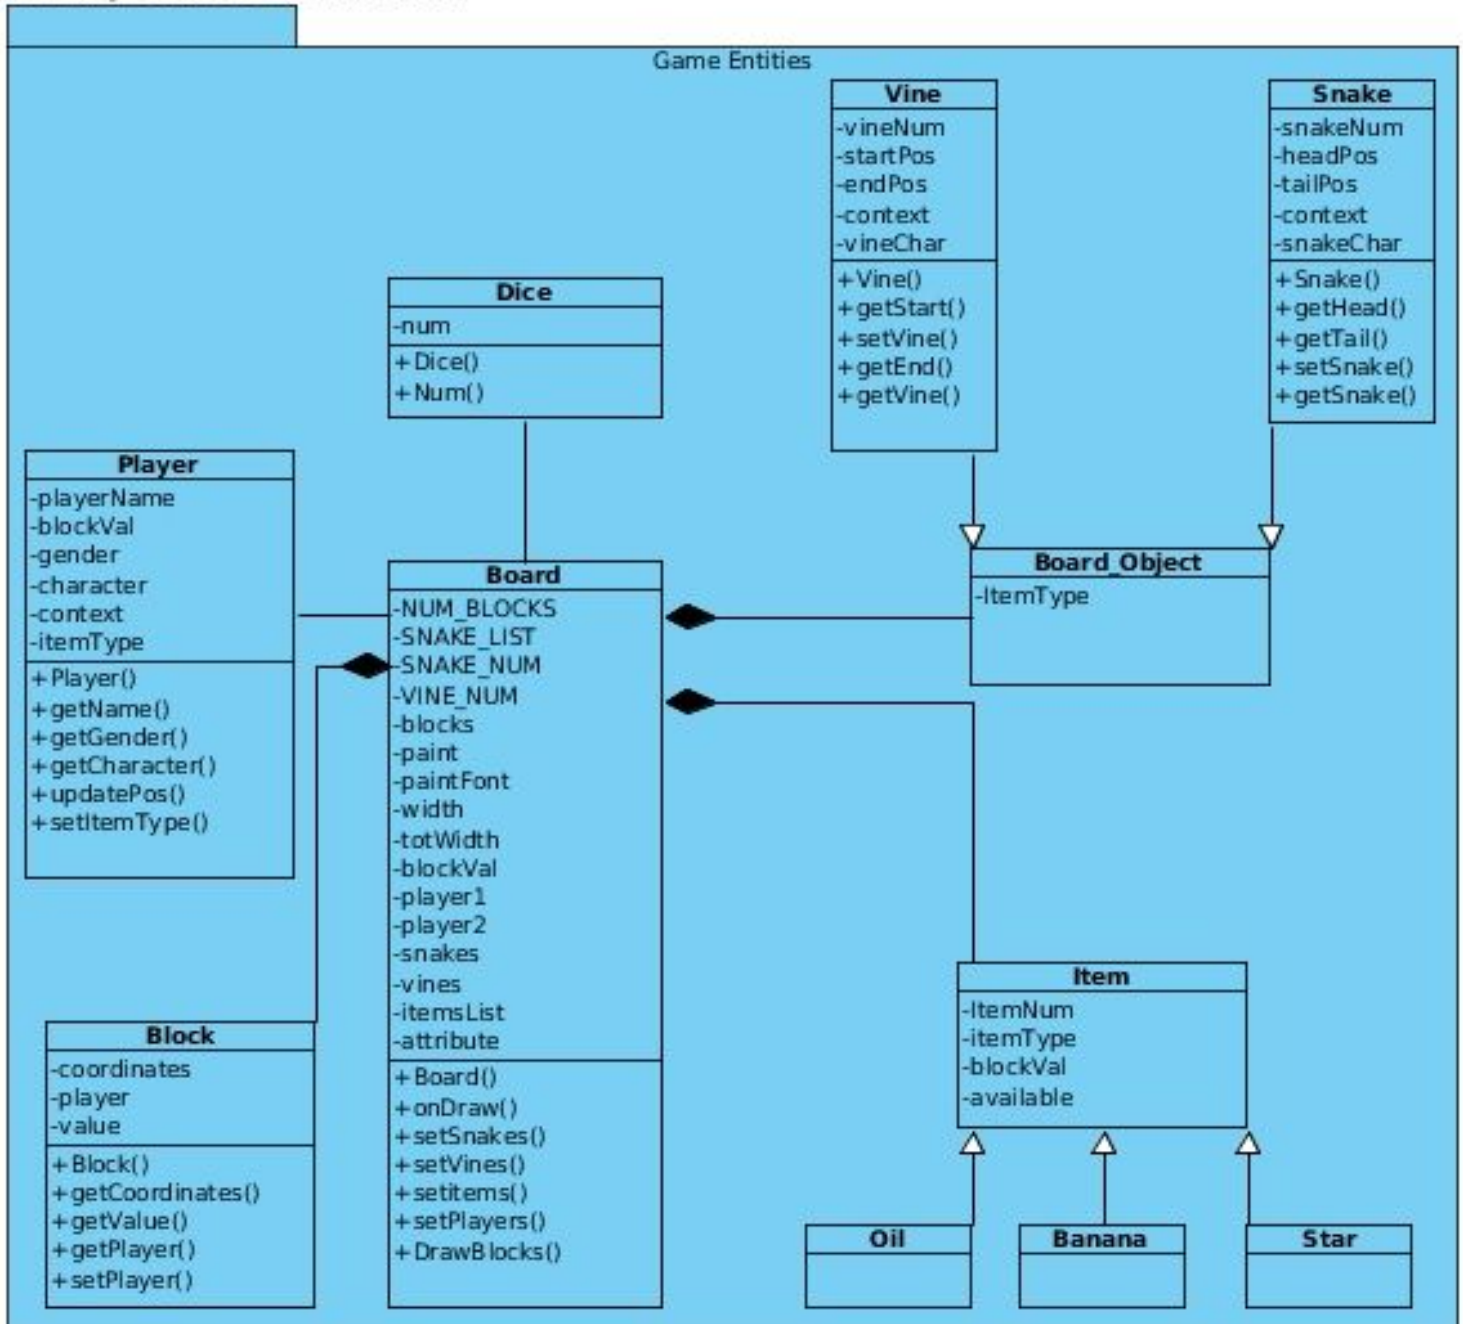 Game Entities
Vine
-vineNum
-startPos
-endPos
-context
-vineChar
+Vine()
+getStart()
+setVine()
+getEnd()
+getVine()
Snake
-snakeNum
-headPos
-tailPos
-context
-snakeChar
+Snake()
+getHead()
+getTail()
+setSnake()
+getSnake()
Dice
-num
+Dice()
+Num()
Player
-playerName
-blockVal
-gender
-character
-context
-itemType
+Player()
+getName()
+getGender()
+getCharacter()
+updatePos()
+setItemType()
Board
-NUM_BLOCKS
-SNAKE_LIST
-SNAKE_NUM
-VINE_NUM
-blocks
-paint
-paintFont
-width
-totWidth
-blockVal
-player1
-player2
-snakes
-vines
-itemsList
-attribute
+Board()
+onDraw()
+setSnakes()
+setVines()
+setitems()
+setPlayers()
+DrawBlocks()
Board_Object
-ItemType
Block
-coordinates
-player
-value
+Block()
+getCoordinates()
+getValue()
+getPlayer()
+setPlayer()
Item
-ItemNum
-itemType
-blockVal
-available
Oil
Banana
Star